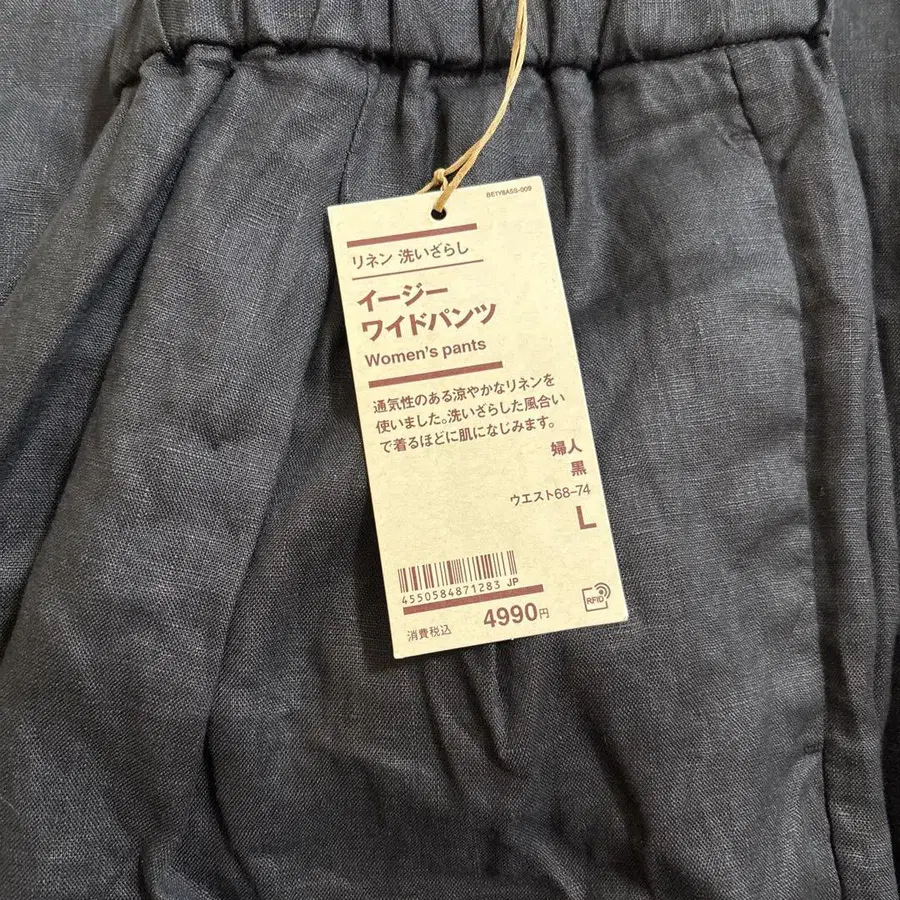 BE1Y8A5S-009
リネン 洗いざらし
イージー
ワイドパンツ
Women's pants
通気性のある涼やかなリネンを
使いました。洗いざらした風合い
で着るほどに肌になじみます。
婦人
黒
ウエスト68-74
L
4550584871283 JP
消費税込 4990円
RFID